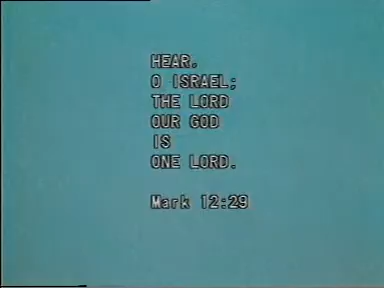 HEAR.
O ISRAEL;
THE LORD
OUR GOD
IS
ONE LORD.
Mark 12:29